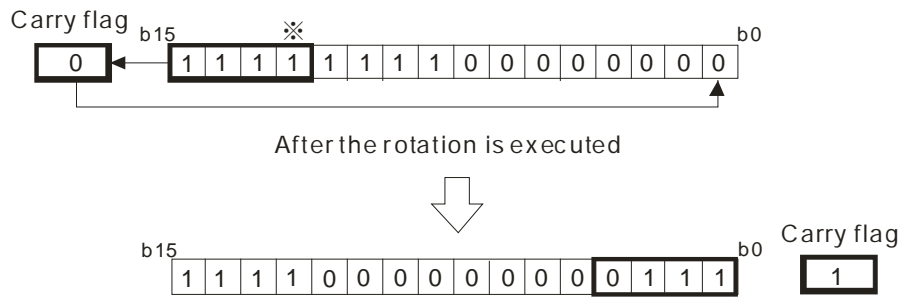 Carry flag
b15 ※ b0
0 1 1 1 1 1 1 1 1 0 0 0 0 0 0 0 0
After the rotation is executed
b15 b0 Carry flag
1 1 1 1 0 0 0 0 0 0 0 0 0 1 1 1 1